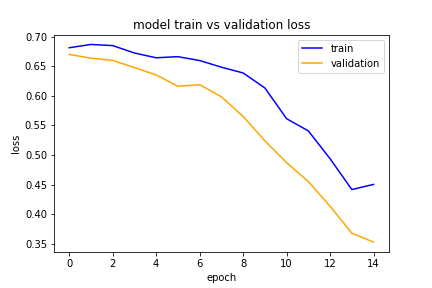 model train vs validation loss
train
validation
0.70
0.65
0.60
0.55
0.50
0.45
0.40
0.35
loss
0 2 4 6 8 10 12 14
epoch